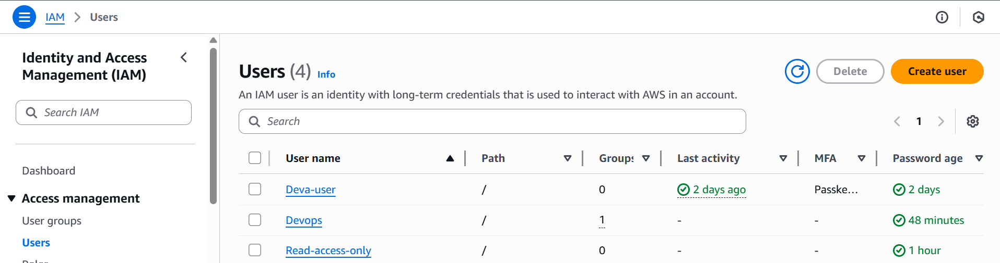 IAM > Users
Identity and Access
Management (IAM)
Search IAM
Dashboard
Access management
User groups
Users
Users (4) Info
Delete
Create user
An IAM user is an identity with long-term credentials that is used to interact with AWS in an account.
Search
1
User name Path Groups Last activity MFA Password age
Deva-user / 0 2 days ago Passke... 2 days
Devops / 1 - - 48 minutes
Read-access-only / 0 - - 1 hour